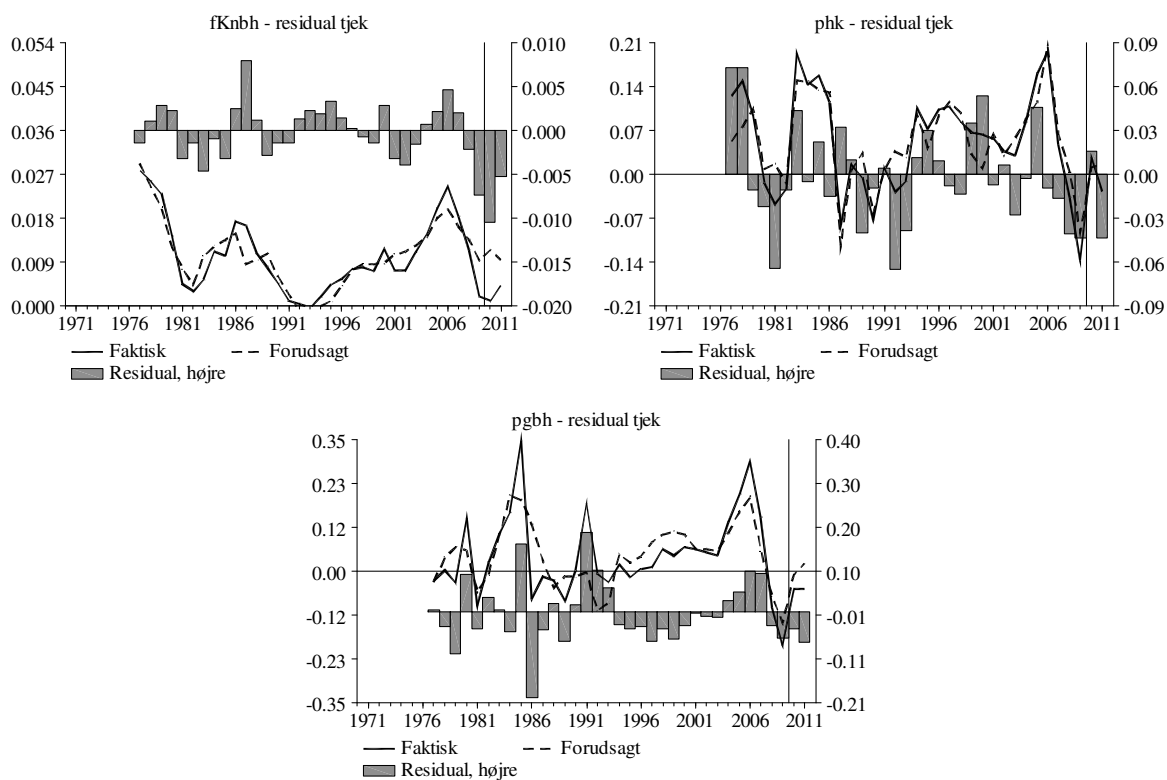 fKnbh - residual tjek
0.054 0.010
0.045 0.005
0.036 0.000
0.027 -0.005
0.018 -0.010
0.009 -0.015
0.000 -0.020
1971 1976 1981 1986 1991 1996 2001 2006 2011
Faktisk Forudsagt
Residual, højre
phk - residual tjek
0.21 0.09
0.14 0.06
0.07 0.03
0.00 0.00
-0.07 -0.03
-0.14 -0.06
-0.21 -0.09
1971 1976 1981 1986 1991 1996 2001 2006 2011
Faktisk Forudsagt
Residual, højre
pgbh - residual tjek
0.35 0.40
0.23 0.30
0.12 0.20
0.00 0.10
-0.12 -0.01
-0.23 -0.11
-0.35 -0.21
1971 1976 1981 1986 1991 1996 2001 2006 2011
Faktisk Forudsagt
Residual, højre